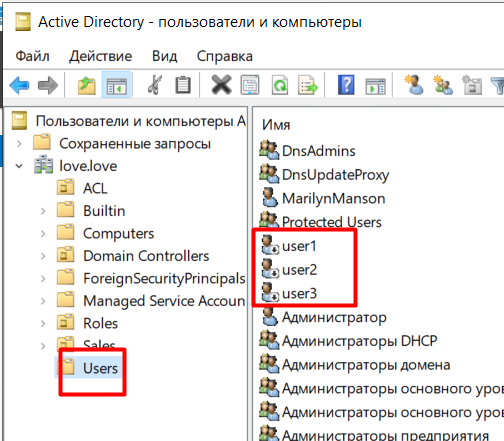 Active Directory - пользователи и компьютеры
Файл Действие Вид Справка
Пользователи и компьютеры A
Сохраненные запросы
love.love
ACL
Builtin
Computers
Domain Controllers
ForeignSecurityPrincipals
Managed Service Accoun
Roles
Sales
Users
Имя
DnsAdmins
DnsUpdateProxy
MarilynManson
Protected Users
user1
user2
user3
Администратор
Администраторы DHCP
Администраторы домена
Администраторы основного уров
Администраторы основного уров
Администраторы предприятия